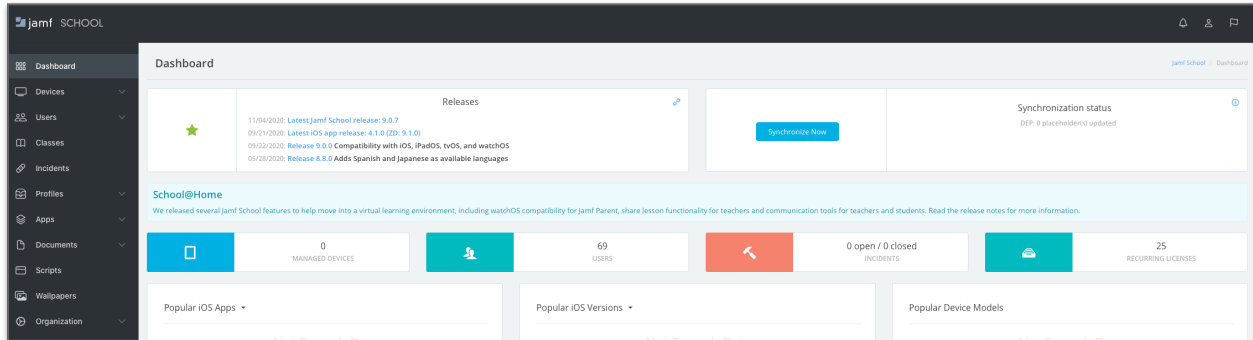 jamf SCHOOL
Dashboard
Devices
Users
Classes
Incidents
Profiles
Apps
Documents
Scripts
Wallpapers
Organization
Dashboard
Jamf School / Dashboard
Releases
11/04/2020: Latest Jamf School release: 9.0.7
09/21/2020: Latest iOS app release: 4.1.0 (ZD: 9.1.0)
09/22/2020: Release 9.0.0 Compatibility with iOS, iPadOS, tvOS, and watchOS
05/28/2020: Release 8.8.0 Adds Spanish and Japanese as available languages
Synchronize Now
Synchronization status
DEP: 0 placeholder(s) updated
School@Home
We released several Jamf School features to help move into a virtual learning environment, including watchOS compatibility for Jamf Parent, share lesson functionality for teachers and communication tools for teachers and students. Read the release notes for more information.
0
MANAGED DEVICES
69
USERS
0 open / 0 closed
INCIDENTS
25
RECURRING LICENSES
Popular iOS Apps
Popular iOS Versions
Popular Device Models